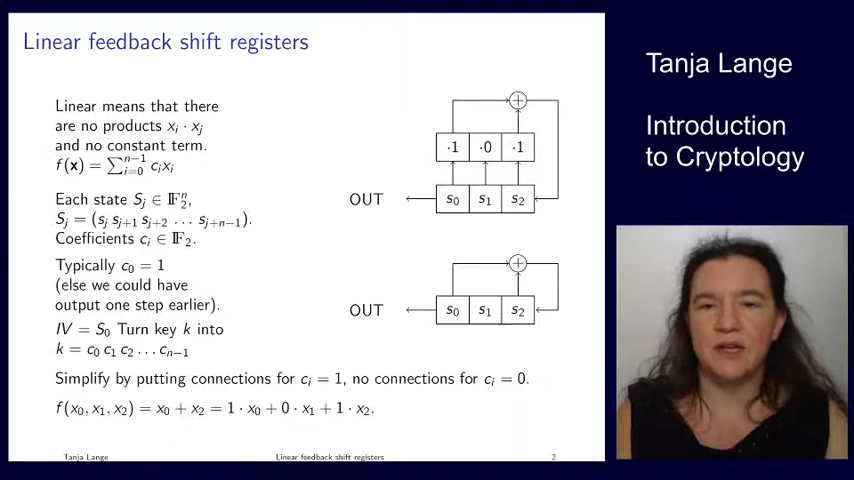 Linear feedback shift registers
Linear means that there
are no products xᵢ · xⱼ
and no constant term.
f(𝐱) = ∑ⁿ⁻¹ᵢ₌₀ cᵢxᵢ
Each state Sⱼ ∈ 𝔽₂ⁿ,
Sⱼ = (sⱼ sⱼ₊₁ sⱼ₊₂ … sⱼ₊ₙ₋₁).
Coefficients cᵢ ∈ 𝔽₂.
Typically c₀ = 1
(else we could have
output one step earlier).
IV = S₀ Turn key k into
k = c₀ c₁ c₂ … cₙ₋₁
+
·1 ·0 ·1
OUT s₀ s₁ s₂
+
OUT s₀ s₁ s₂
Simplify by putting connections for cᵢ = 1, no connections for cᵢ = 0.
f(x₀, x₁, x₂) = x₀ + x₂ = 1 · x₀ + 0 · x₁ + 1 · x₂.
Tanja Lange Linear feedback shift registers 2
Tanja Lange
Introduction
to Cryptology